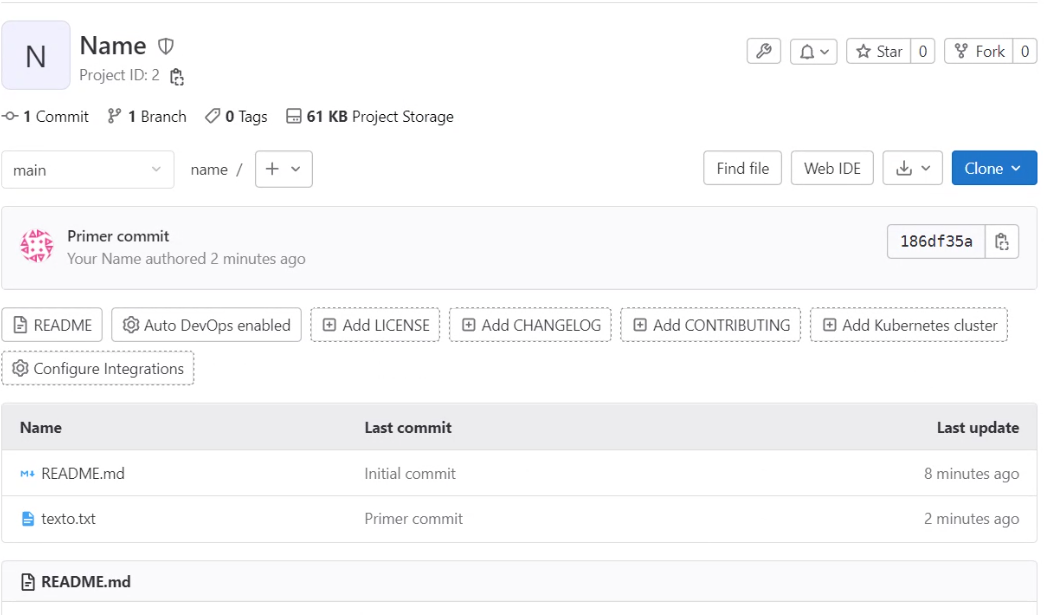 N
Name
Project ID: 2
1 Commit 1 Branch 0 Tags 61 KB Project Storage
Star 0 Fork 0
main name / Find file Web IDE Clone
Primer commit
Your Name authored 2 minutes ago
186df35a
README Auto DevOps enabled Add LICENSE Add CHANGELOG Add CONTRIBUTING Add Kubernetes cluster
Configure Integrations
Name Last commit Last update
README.md Initial commit 8 minutes ago
texto.txt Primer commit 2 minutes ago
README.md